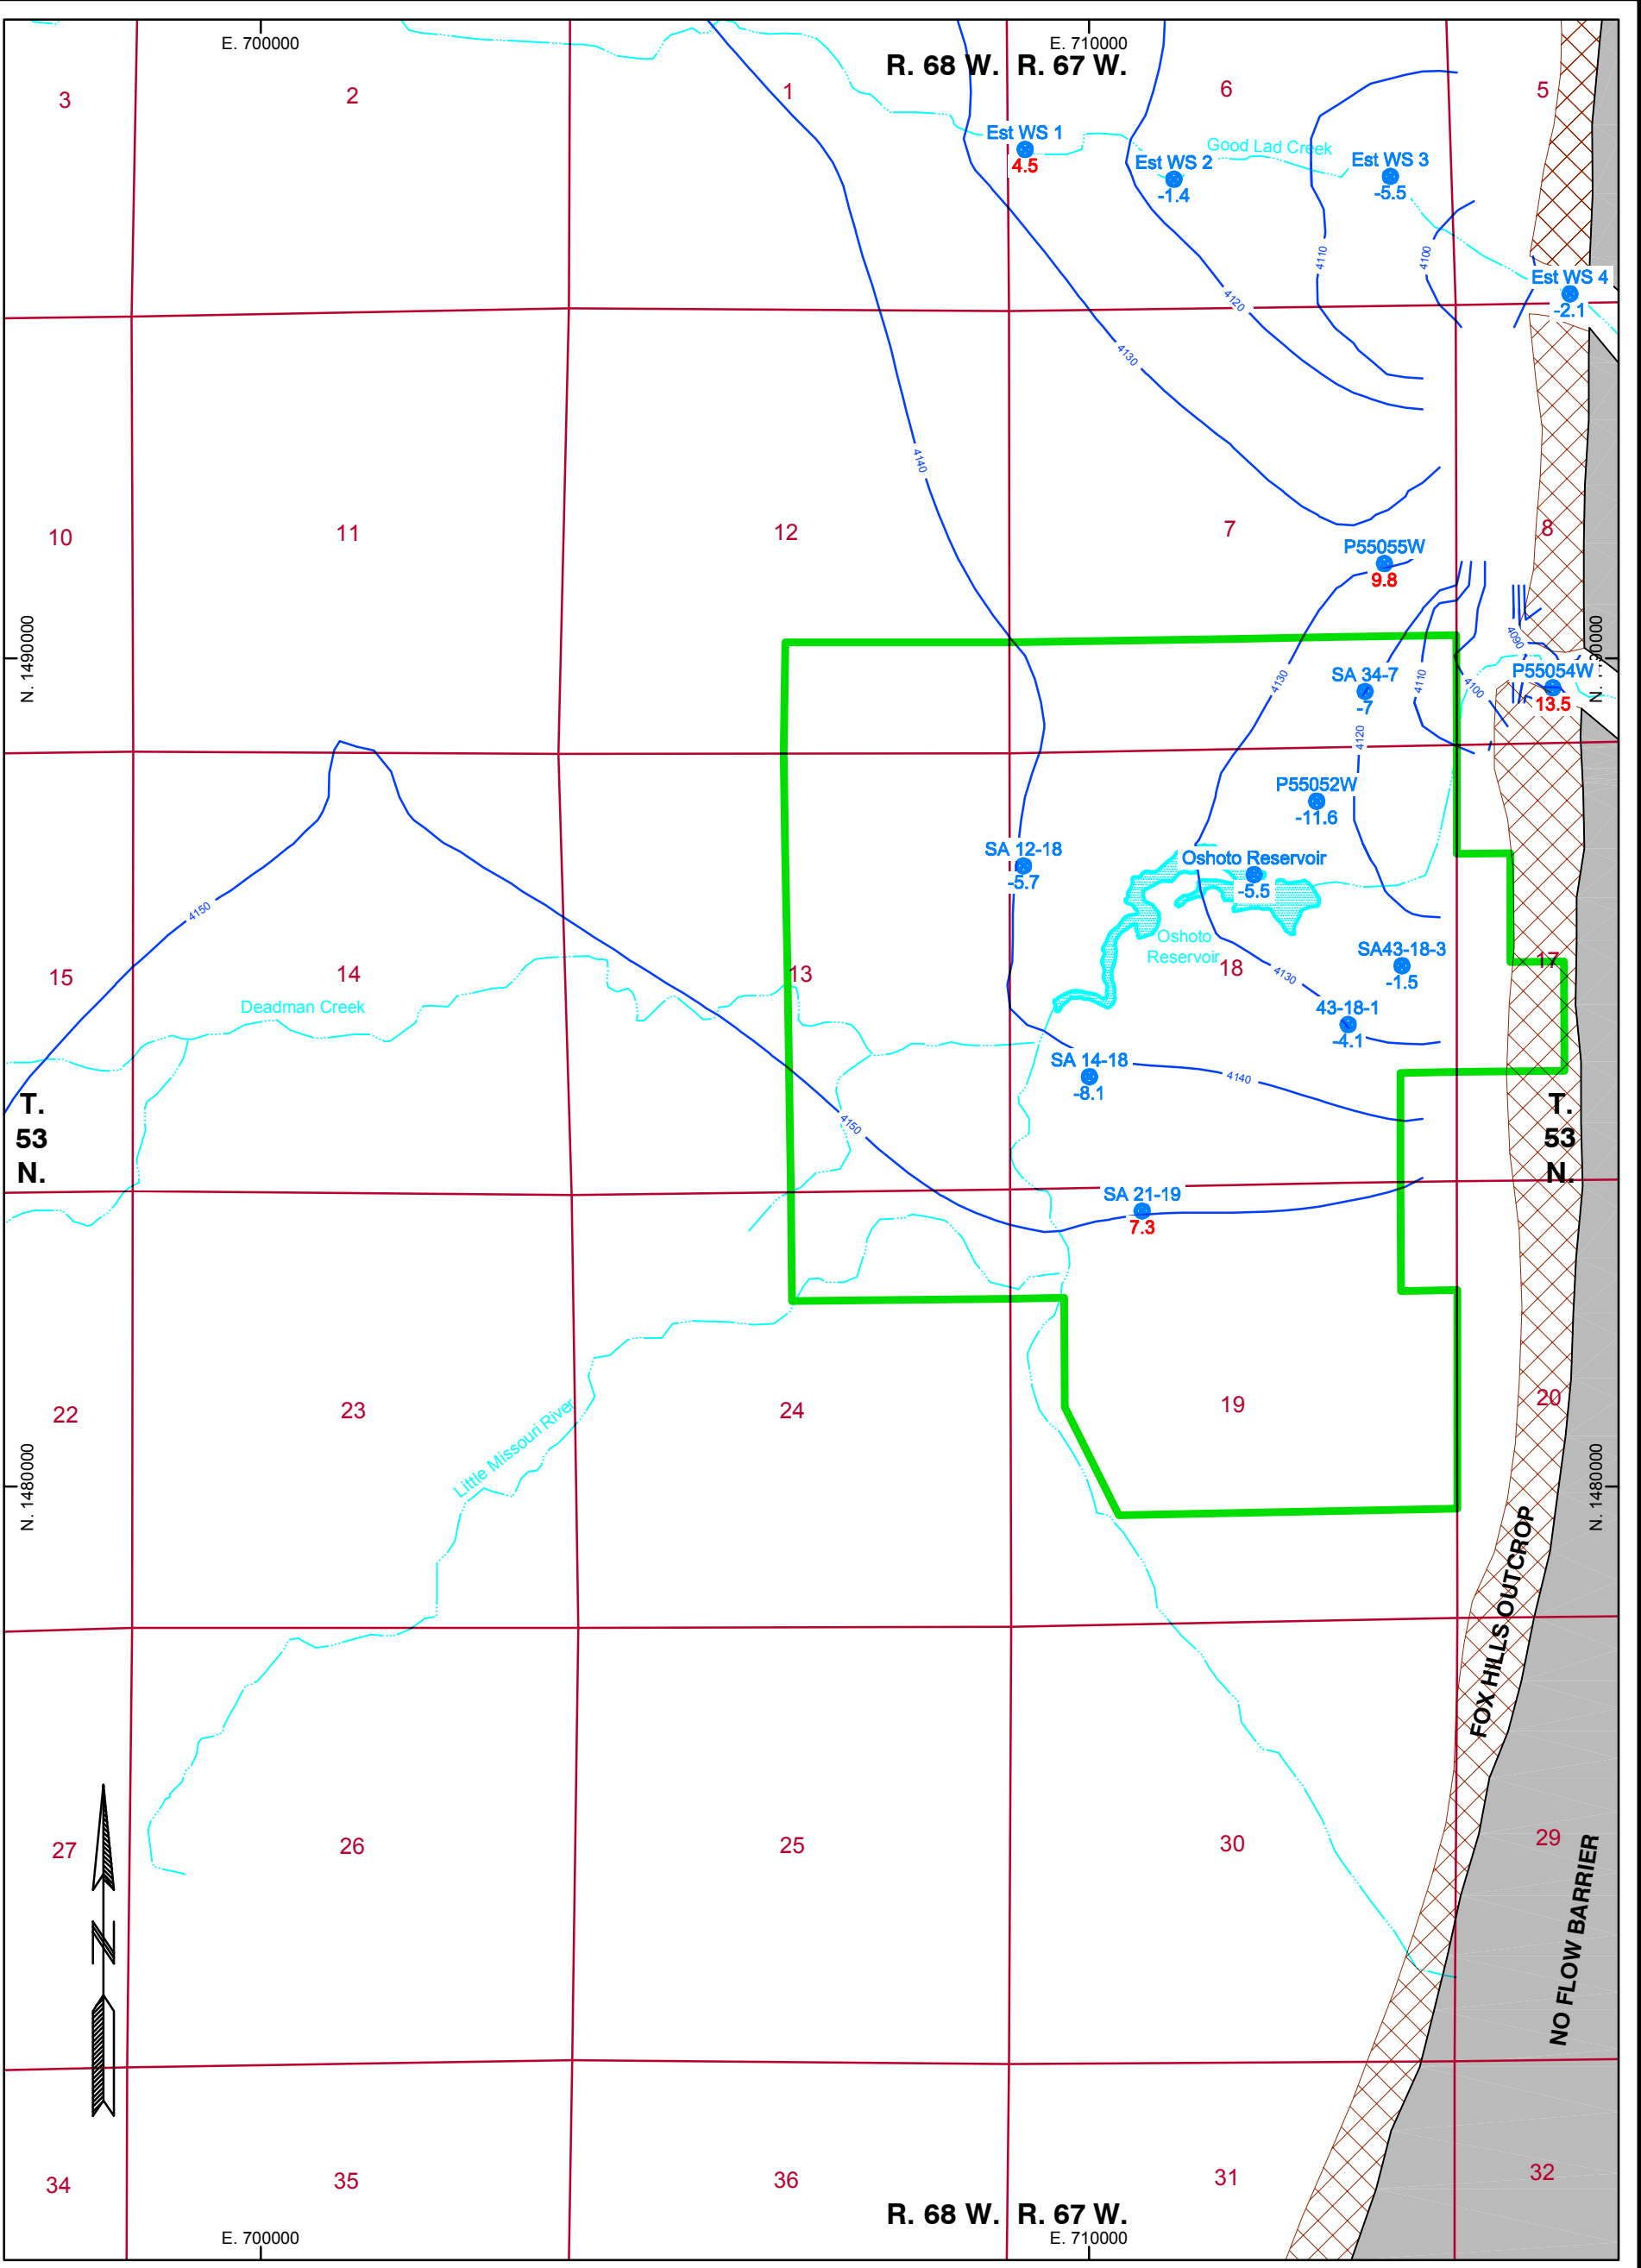 E. 700000
E. 710000
R. 68 W. R. 67 W.
3
2
1
6
5
Est WS 1
4.5
Est WS 2
-1.4
Good Lad Creek
Est WS 3
-5.5
4110
4100
Est WS 4
-2.1
4120
4130
4140
10
11
12
7
8
P55055W
9.8
N. 1490000
4090
P55054W
13.5
SA 34-7
-7
4130
4110
4100
4120
P55052W
-11.6
SA 12-18
-5.7
Oshoto Reservoir
-5.5
4150
Oshoto
Reservoir
15
14
13
18
17
SA43-18-3
-1.5
4130
Deadman Creek
43-18-1
-4.1
SA 14-18
-8.1
4140
T.
53
N.
T.
53
N.
4150
SA 21-19
7.3
22
23
24
19
20
Little Missouri River
N. 1480000
N. 1480000
FOX HILLS OUTCROP
27
26
25
30
29
NO FLOW BARRIER
N
34
35
36
31
32
R. 68 W. R. 67 W.
E. 700000
E. 710000